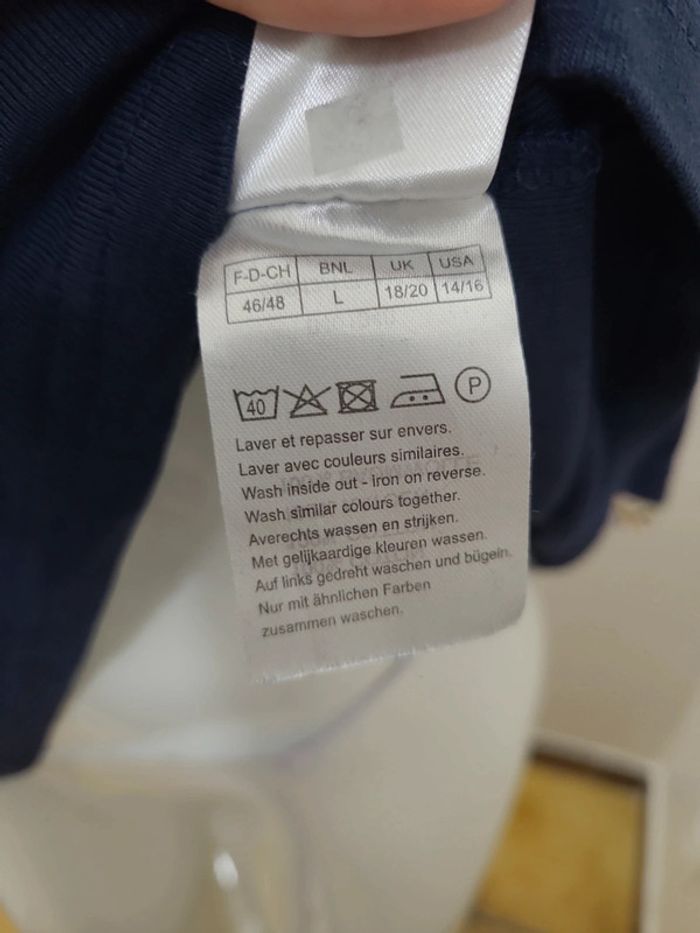 F-D-CH BNL UK USA
46/48 L 18/20 14/16
40 P
Laver et repasser sur envers.
Laver avec couleurs similaires.
Wash inside out - iron on reverse.
Wash similar colours together.
Averechts wassen en strijken.
Met gelijkaardige kleuren wassen.
Auf links gedreht waschen und bügeln.
Nur mit ähnlichen Farben
zusammen waschen.